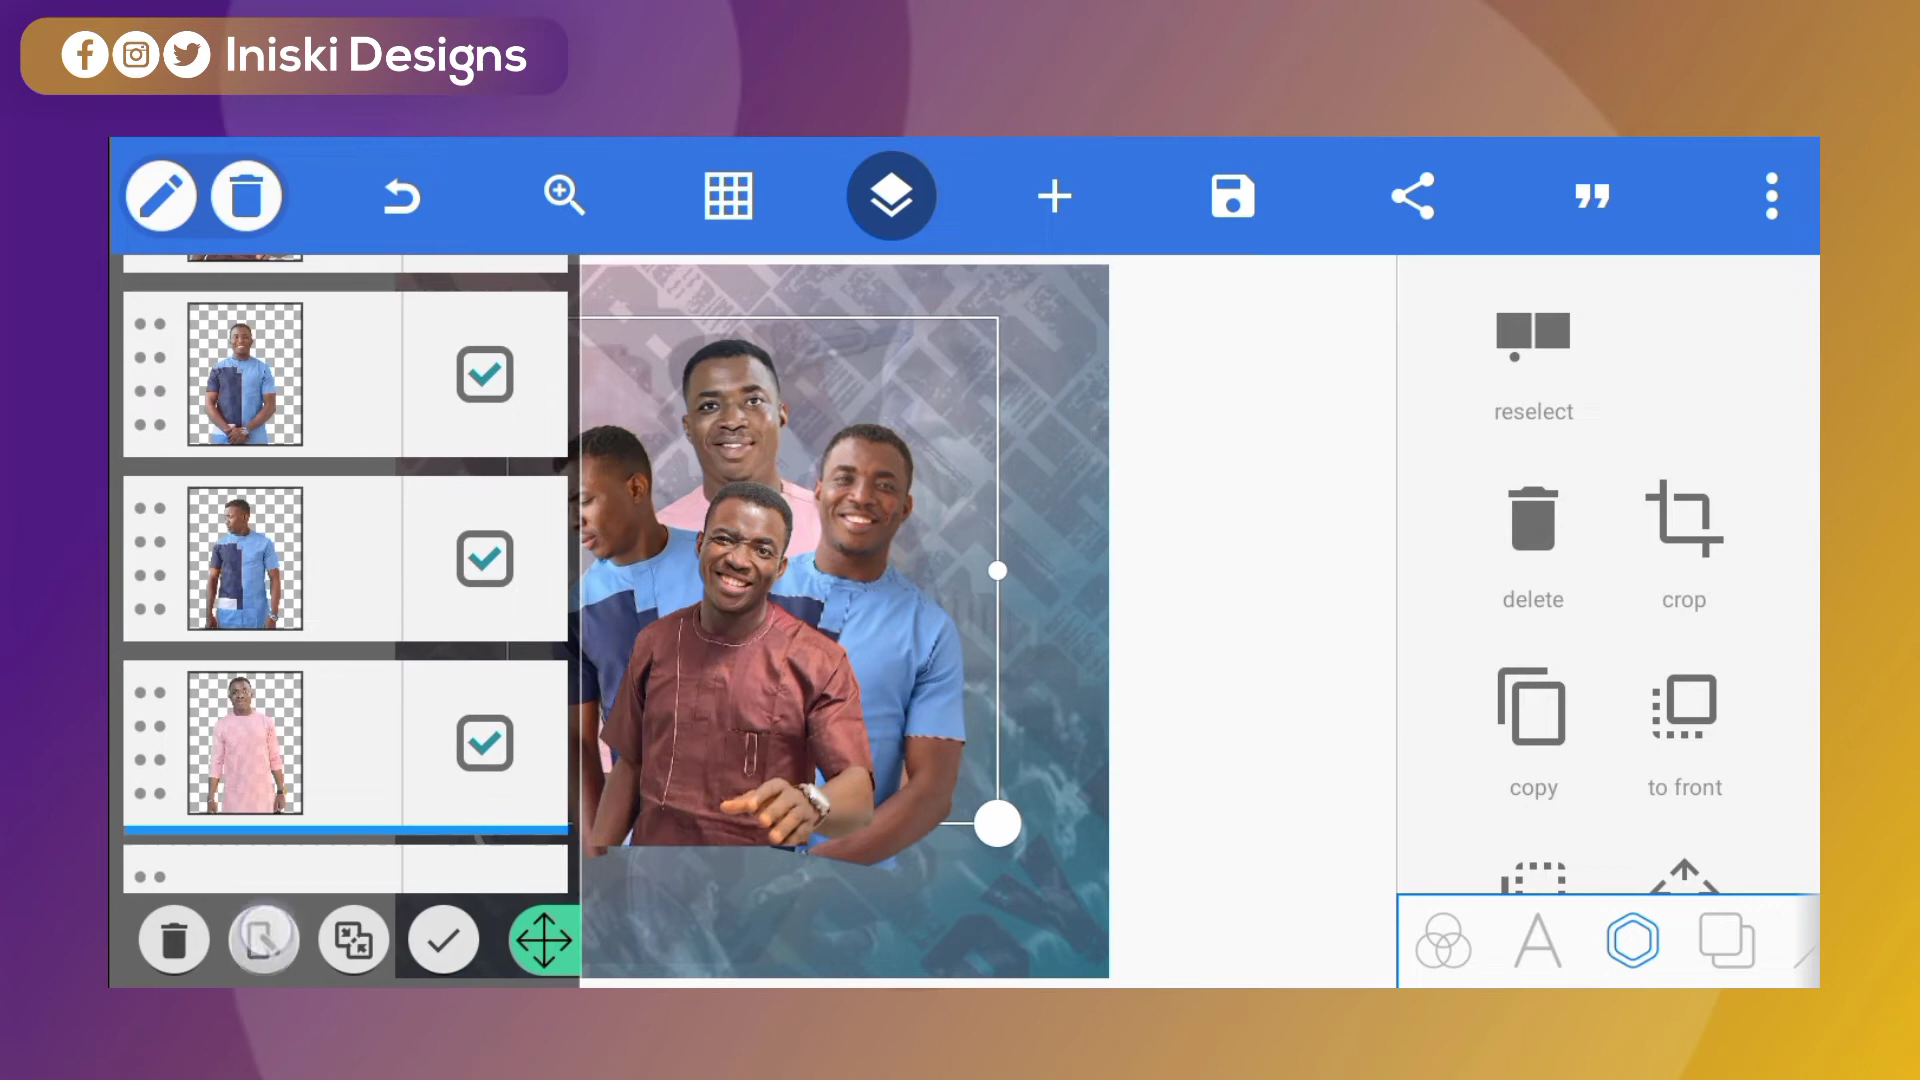 Iniski Designs
reselect
delete
crop
copy
to front